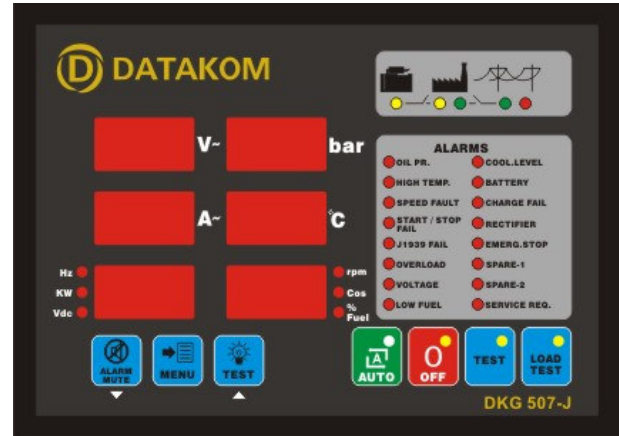 D DATAKOM
V~
bar
A~
°C
Hz
KW
Vdc
rpm
Cos
%
Fuel
ALARMS
OIL PR.
COOL.LEVEL
HIGH TEMP.
BATTERY
SPEED FAULT
CHARGE FAIL
START / STOP
FAIL
RECTIFIER
J1939 FAIL
EMERG.STOP
OVERLOAD
SPARE-1
VOLTAGE
SPARE-2
LOW FUEL
SERVICE REQ.
ALARM
MUTE
MENU
TEST
A
AUTO
O
OFF
TEST
LOAD
TEST
DKG 507-J